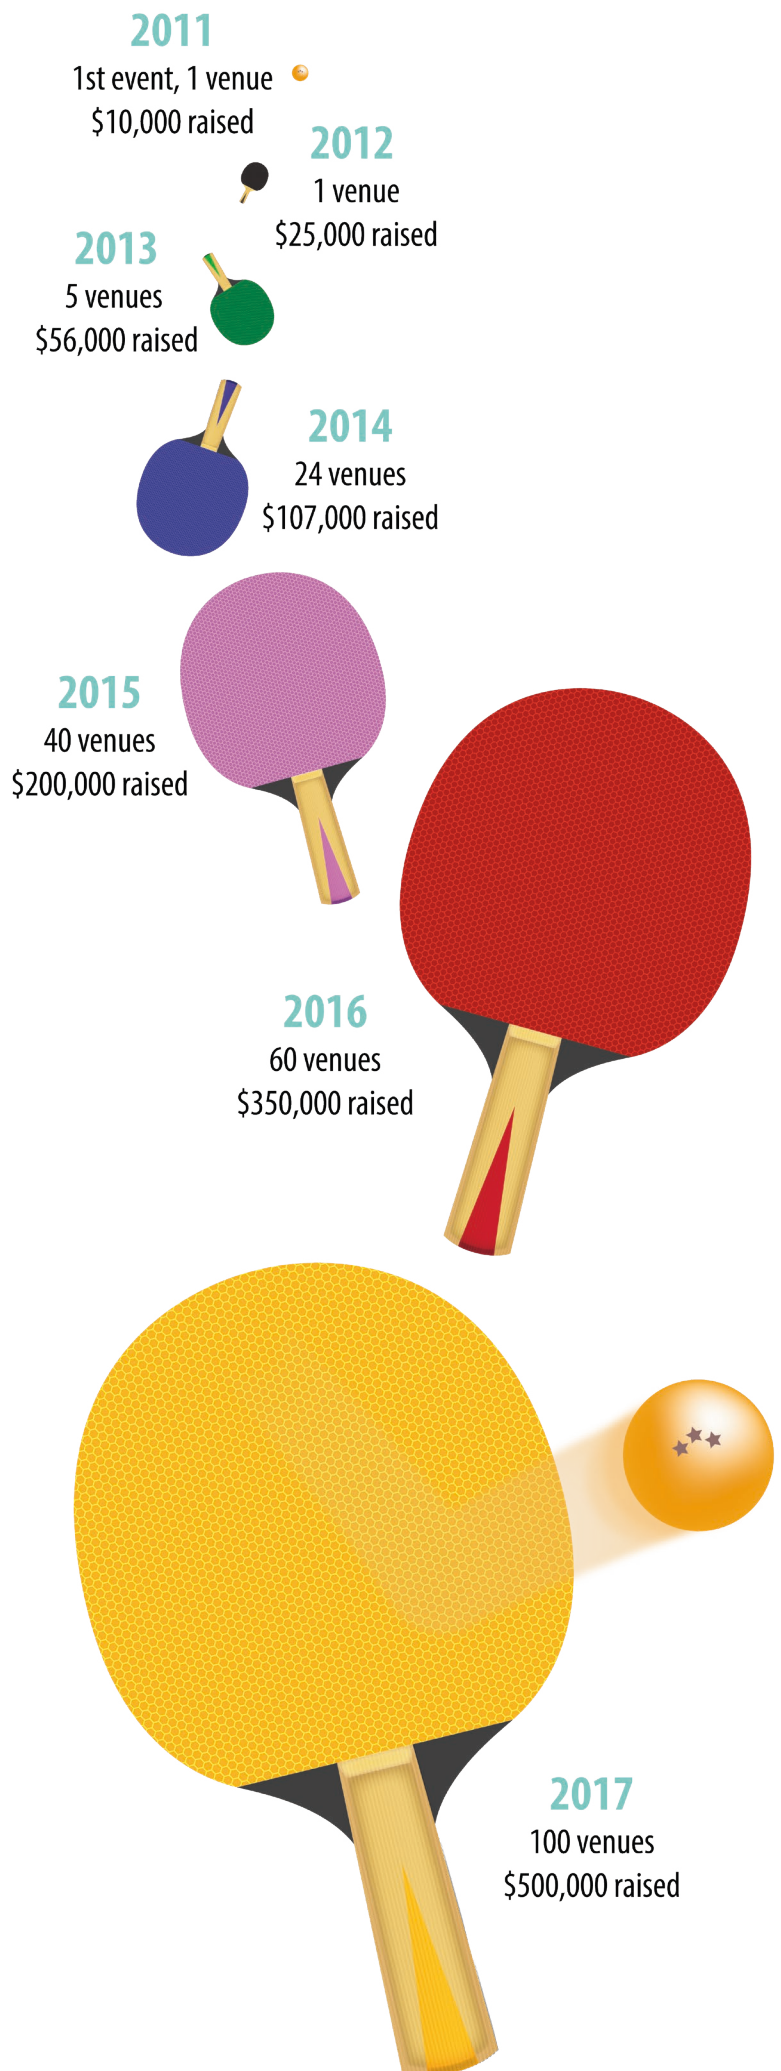 2011
1st event, 1 venue
$10,000 raised
2012
1 venue
$25,000 raised
2013
5 venues
$56,000 raised
2014
24 venues
$107,000 raised
2015
40 venues
$200,000 raised
2016
60 venues
$350,000 raised
2017
100 venues
$500,000 raised